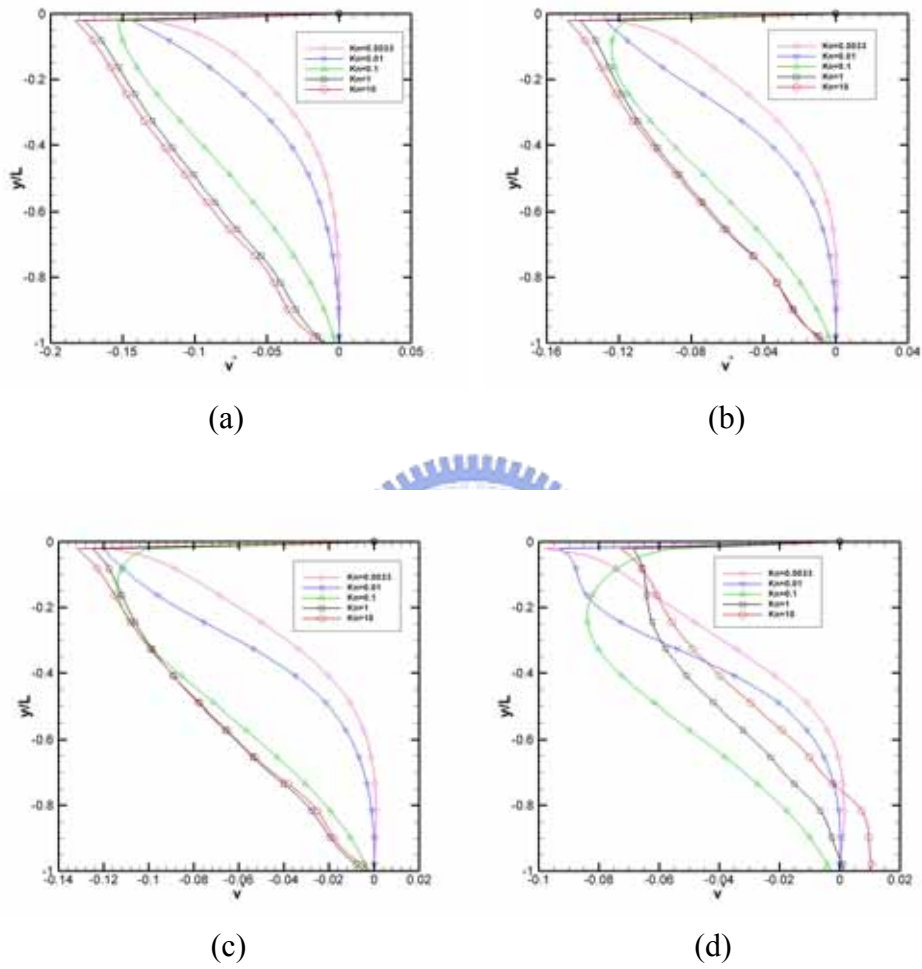 0
-0.2
-0.4
-0.6
-0.8
-1
y/L
Kn=0.0033
Kn=0.01
Kn=0.1
Kn=1
Kn=10
-0.2 -0.15 -0.1 -0.05 0 0.05
v*
(a)
0
-0.2
-0.4
-0.6
-0.8
-1
y/L
Kn=0.0033
Kn=0.01
Kn=0.1
Kn=1
Kn=10
-0.16 -0.12 -0.08 -0.04 0 0.04
v*
(b)
0
-0.2
-0.4
-0.6
-0.8
-1
y/L
Kn=0.0033
Kn=0.01
Kn=0.1
Kn=1
Kn=10
-0.14 -0.12 -0.1 -0.08 -0.06 -0.04 -0.02 0 0.02
v
(c)
0
-0.2
-0.4
-0.6
-0.8
-1
y/L
Kn=0.0033
Kn=0.01
Kn=0.1
Kn=1
Kn=10
-0.1 -0.08 -0.06 -0.04 -0.02 0 0.02
v
(d)